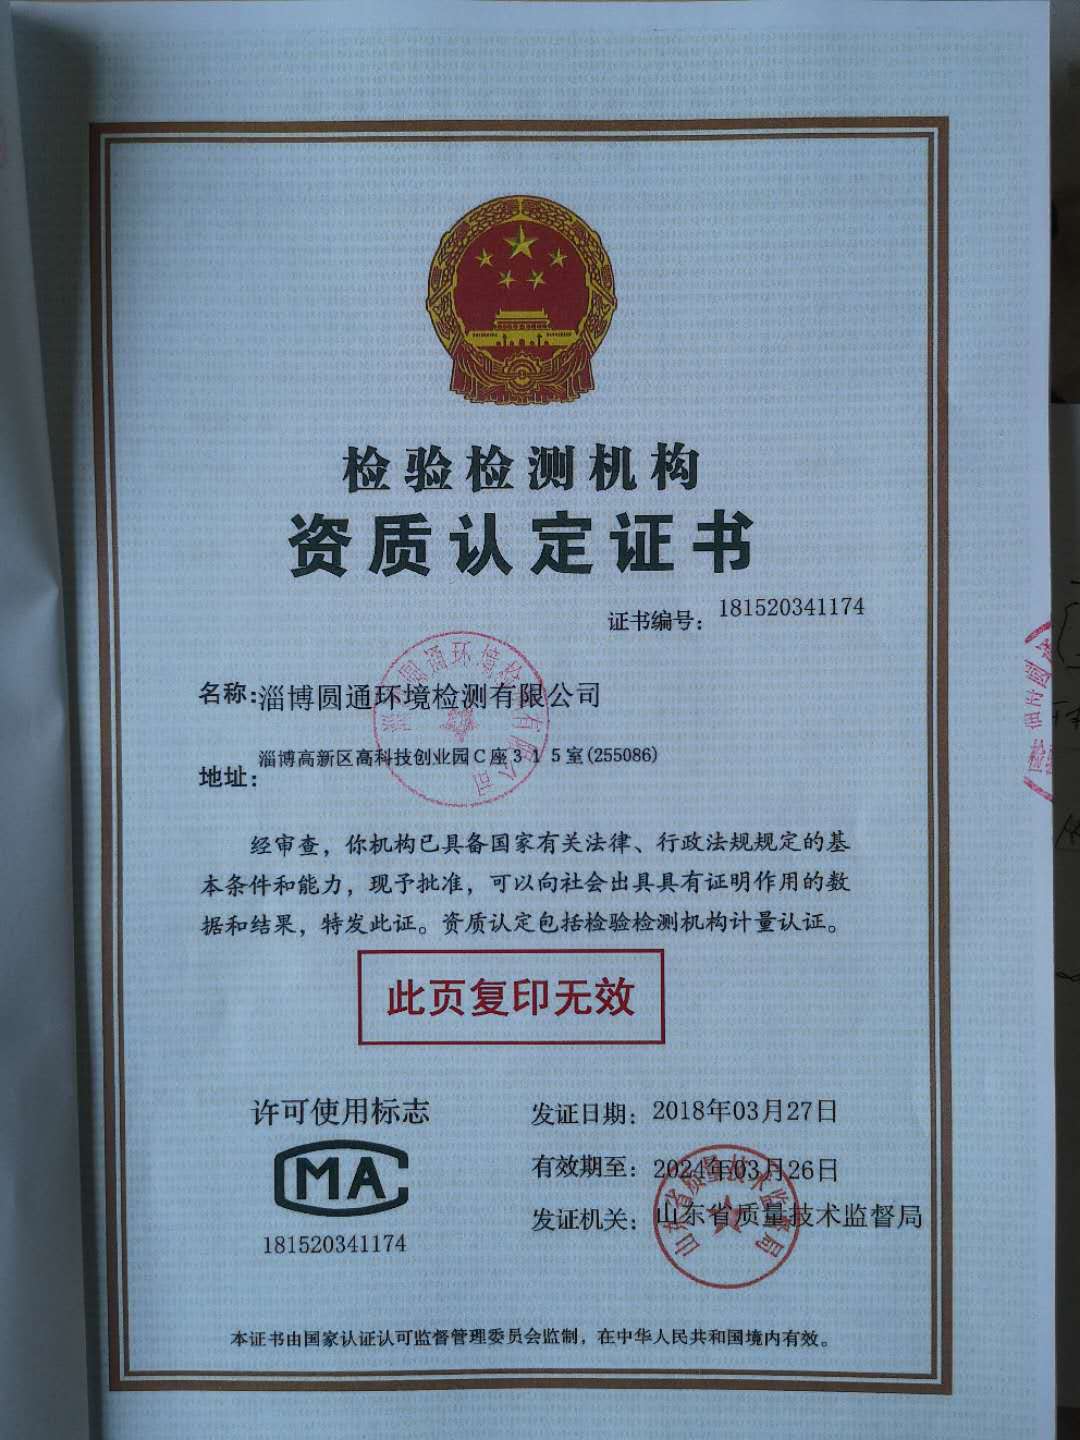 检验检测机构
资质认定证书
证书编号：181520341174
名称：淄博圆通环境检测有限公司
地址：淄博高新区高科技创业园C座315室(255086)
经审查，你机构已具备国家有关法律、行政法规规定的基
本条件和能力，现予批准，可以向社会出具具有证明作用的数
据和结果，特发此证。资质认定包括检验检测机构计量认证。
此页复印无效
许可使用标志
MA
181520341174
发证日期：2018年03月27日
有效期至：2024年03月26日
发证机关：山东省质量技术监督局
山东省质量技术监督局
本证书由国家认证认可监督管理委员会监制，在中华人民共和国境内有效。